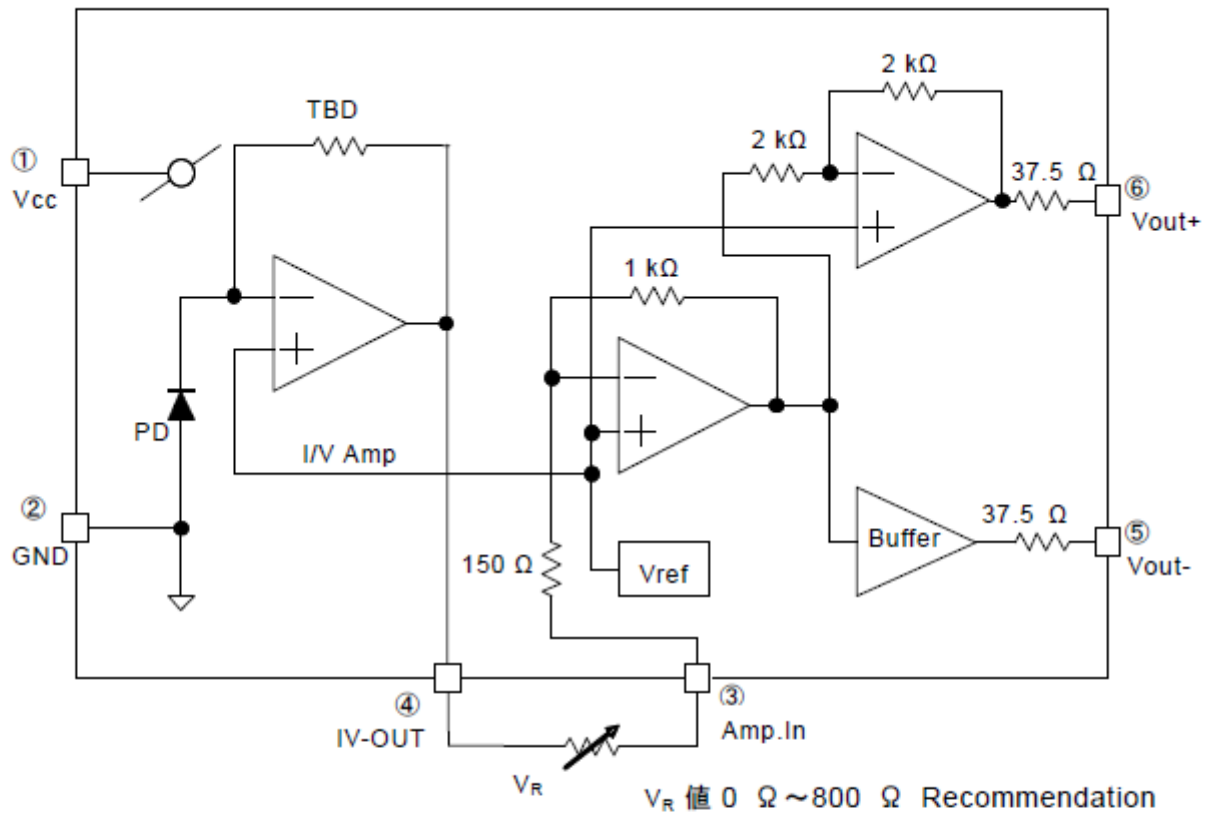 2 kΩ
TBD
2 kΩ
①
Vcc
37.5 Ω
⑥
Vout+
1 kΩ
PD
I/V Amp
②
GND
150 Ω
Vref
Buffer
37.5 Ω
⑤
Vout-
④
IV-OUT
③
Amp.In
VR
VR 値 0 Ω～800 Ω Recommendation